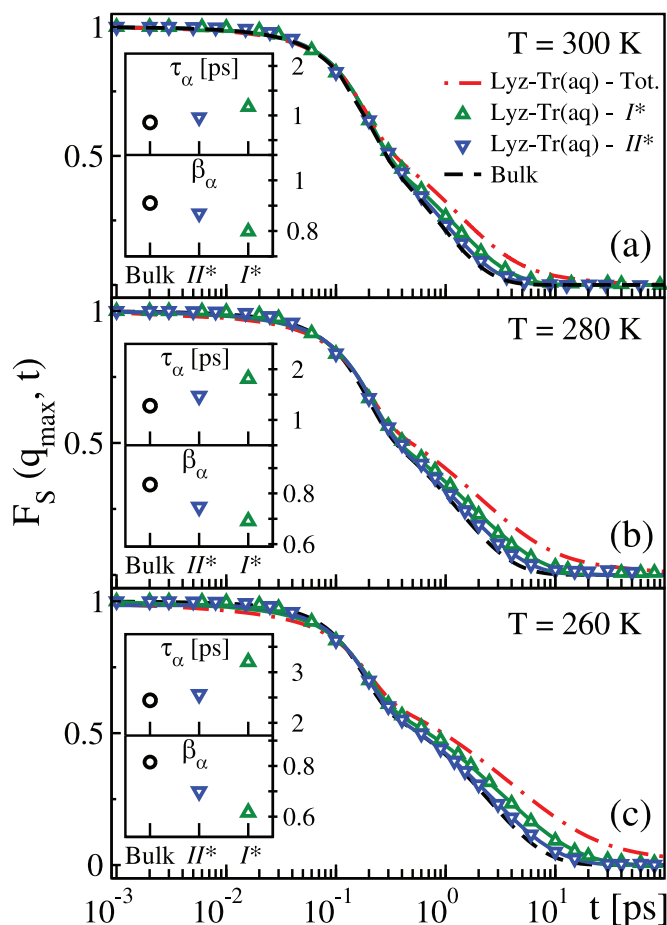 1
T = 300 K
τα [ps]
2
1
βα
1
0.8
Bulk II* I*
Lyz-Tr(aq) - Tot.
Lyz-Tr(aq) - I*
Lyz-Tr(aq) - II*
Bulk
0.5
(a)
1
T = 280 K
τα [ps]
2
1
βα
0.8
0.6
Bulk II* I*
0.5
(b)
FS (qmax, t)
1
T = 260 K
τα [ps]
3
2
βα
0.8
0.6
Bulk II* I*
0.5
(c)
0
10⁻³ 10⁻² 10⁻¹ 10⁰ 10¹ t [ps]